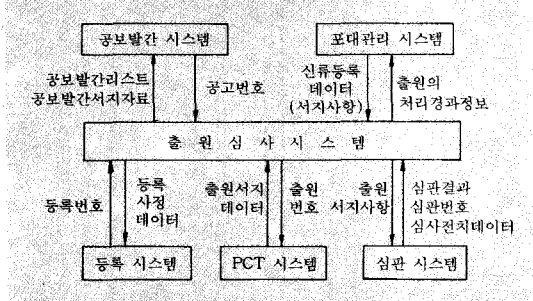 공보발간 시스템
포대관리 시스템
공보발간리스트
공보발간서지자료
공고번호
신류등록
데이터
(서지사항)
출원의
처리경과정보
출 원 심 사 시 스 템
등록번호
등록
사정
데이터
출원서지
데이터
출원
번호
출원
서지사항
심판결과
심판번호
심사전치데이터
등록 시스템
PCT 시스템
심판 시스템